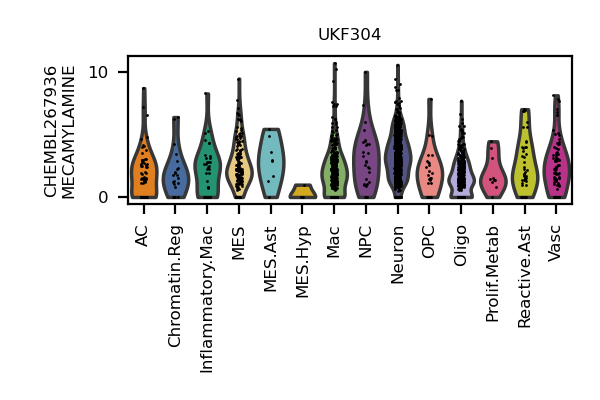 UKF304
CHEMBL267936
MECAMYLAMINE
10
0
AC
Chromatin.Reg
Inflammatory.Mac
MES
MES.Ast
MES.Hyp
Mac
NPC
Neuron
OPC
Oligo
Prolif.Metab
Reactive.Ast
Vasc